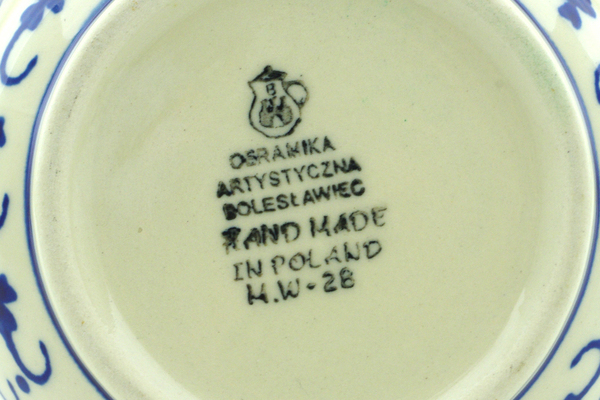 B
CERAMIKA
ARTYSTYCZNA
BOLESŁAWIEC
HAND MADE
IN POLAND
H.W-28